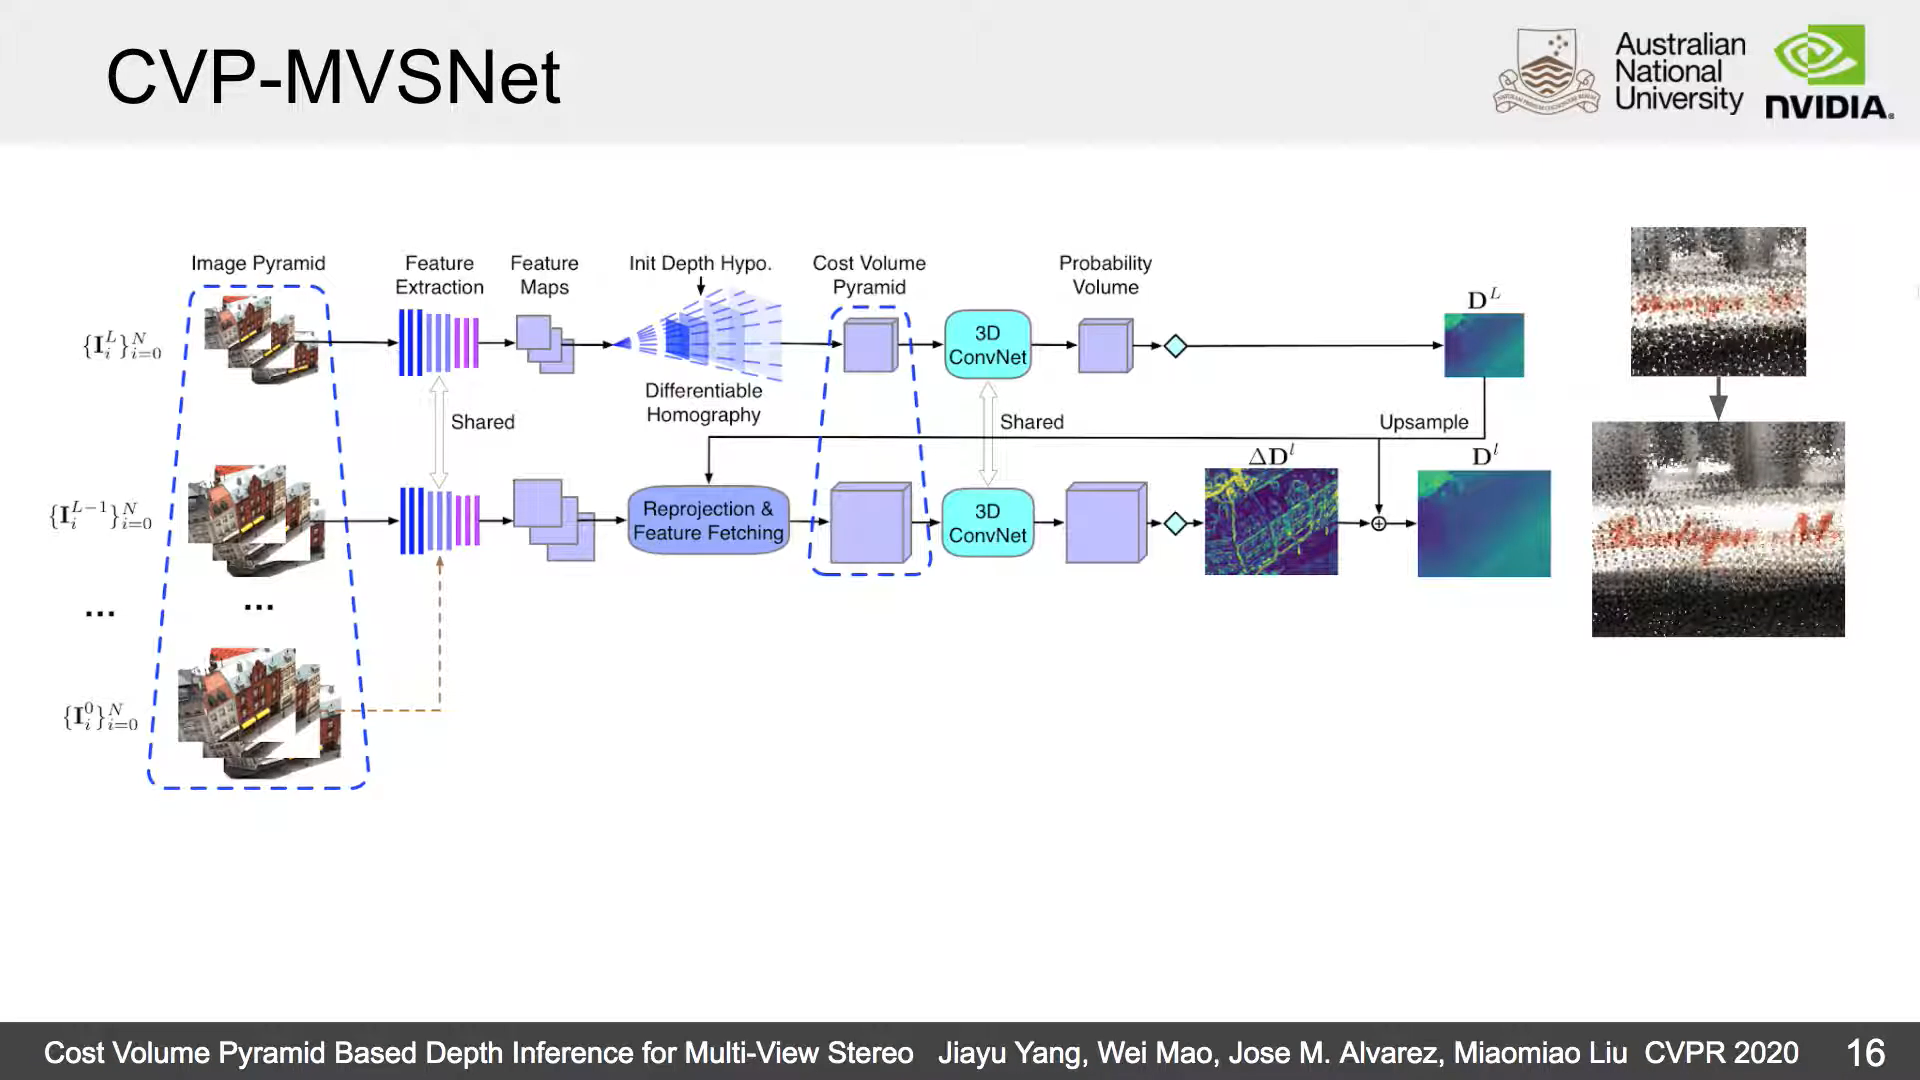 CVP-MVSNet
Australian
National
University
NVIDIA
Image Pyramid
Feature
Extraction
Feature
Maps
Init Depth Hypo.
Cost Volume
Pyramid
Probability
Volume
{I_i^L}_{i=0}^N
Differentiable
Homography
3D
ConvNet
D^L
Shared
Shared
Upsample
{I_i^{L-1}}_{i=0}^N
Reprojection &
Feature Fetching
3D
ConvNet
ΔD^l
D^l
...
...
{I_i^0}_{i=0}^N
Cost Volume Pyramid Based Depth Inference for Multi-View Stereo Jiayu Yang, Wei Mao, Jose M. Alvarez, Miaomiao Liu CVPR 2020 16